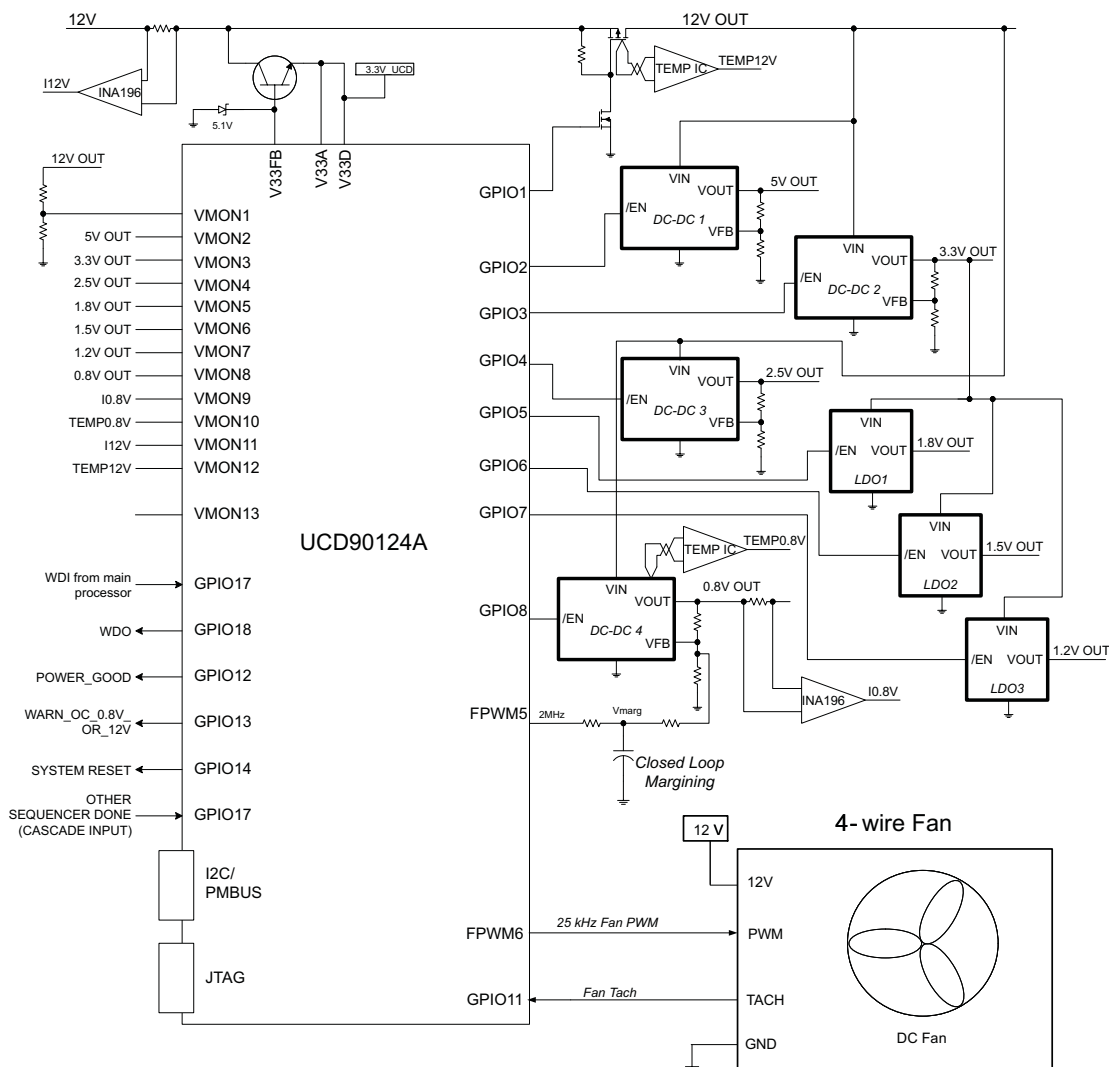 12V
12V OUT
I12V
INA196
5.1V
3.3V_UCD
TEMP IC
TEMP12V
12V OUT
V33FB
V33A
V33D
VMON1
5V OUT
VMON2
3.3V OUT
VMON3
2.5V OUT
VMON4
1.8V OUT
VMON5
1.5V OUT
VMON6
1.2V OUT
VMON7
0.8V OUT
VMON8
I0.8V
VMON9
TEMP0.8V
VMON10
I12V
VMON11
TEMP12V
VMON12
VMON13
UCD90124A
WDI from main
processor
GPIO17
WDO
GPIO18
POWER_GOOD
GPIO12
WARN_OC_0.8V_
OR_12V
GPIO13
SYSTEM RESET
GPIO14
OTHER
SEQUENCER DONE
(CASCADE INPUT)
GPIO17
I2C/
PMBUS
JTAG
GPIO1
GPIO2
GPIO3
GPIO4
GPIO5
GPIO6
GPIO7
GPIO8
FPWM5
FPWM6
GPIO11
VIN
VOUT
/EN
DC-DC 1
VFB
5V OUT
VIN
VOUT
/EN
DC-DC 2
VFB
3.3V OUT
VIN
VOUT
/EN
DC-DC 3
VFB
2.5V OUT
VIN
/EN
VOUT
LDO1
1.8V OUT
VIN
/EN
VOUT
LDO2
1.5V OUT
VIN
/EN
VOUT
LDO3
1.2V OUT
TEMP IC
TEMP0.8V
VIN
VOUT
/EN
DC-DC 4
VFB
0.8V OUT
INA196
I0.8V
2MHz
Vmarg
Closed Loop
Margining
4- wire Fan
12 V
12V
25 kHz Fan PWM
PWM
Fan Tach
TACH
GND
DC Fan